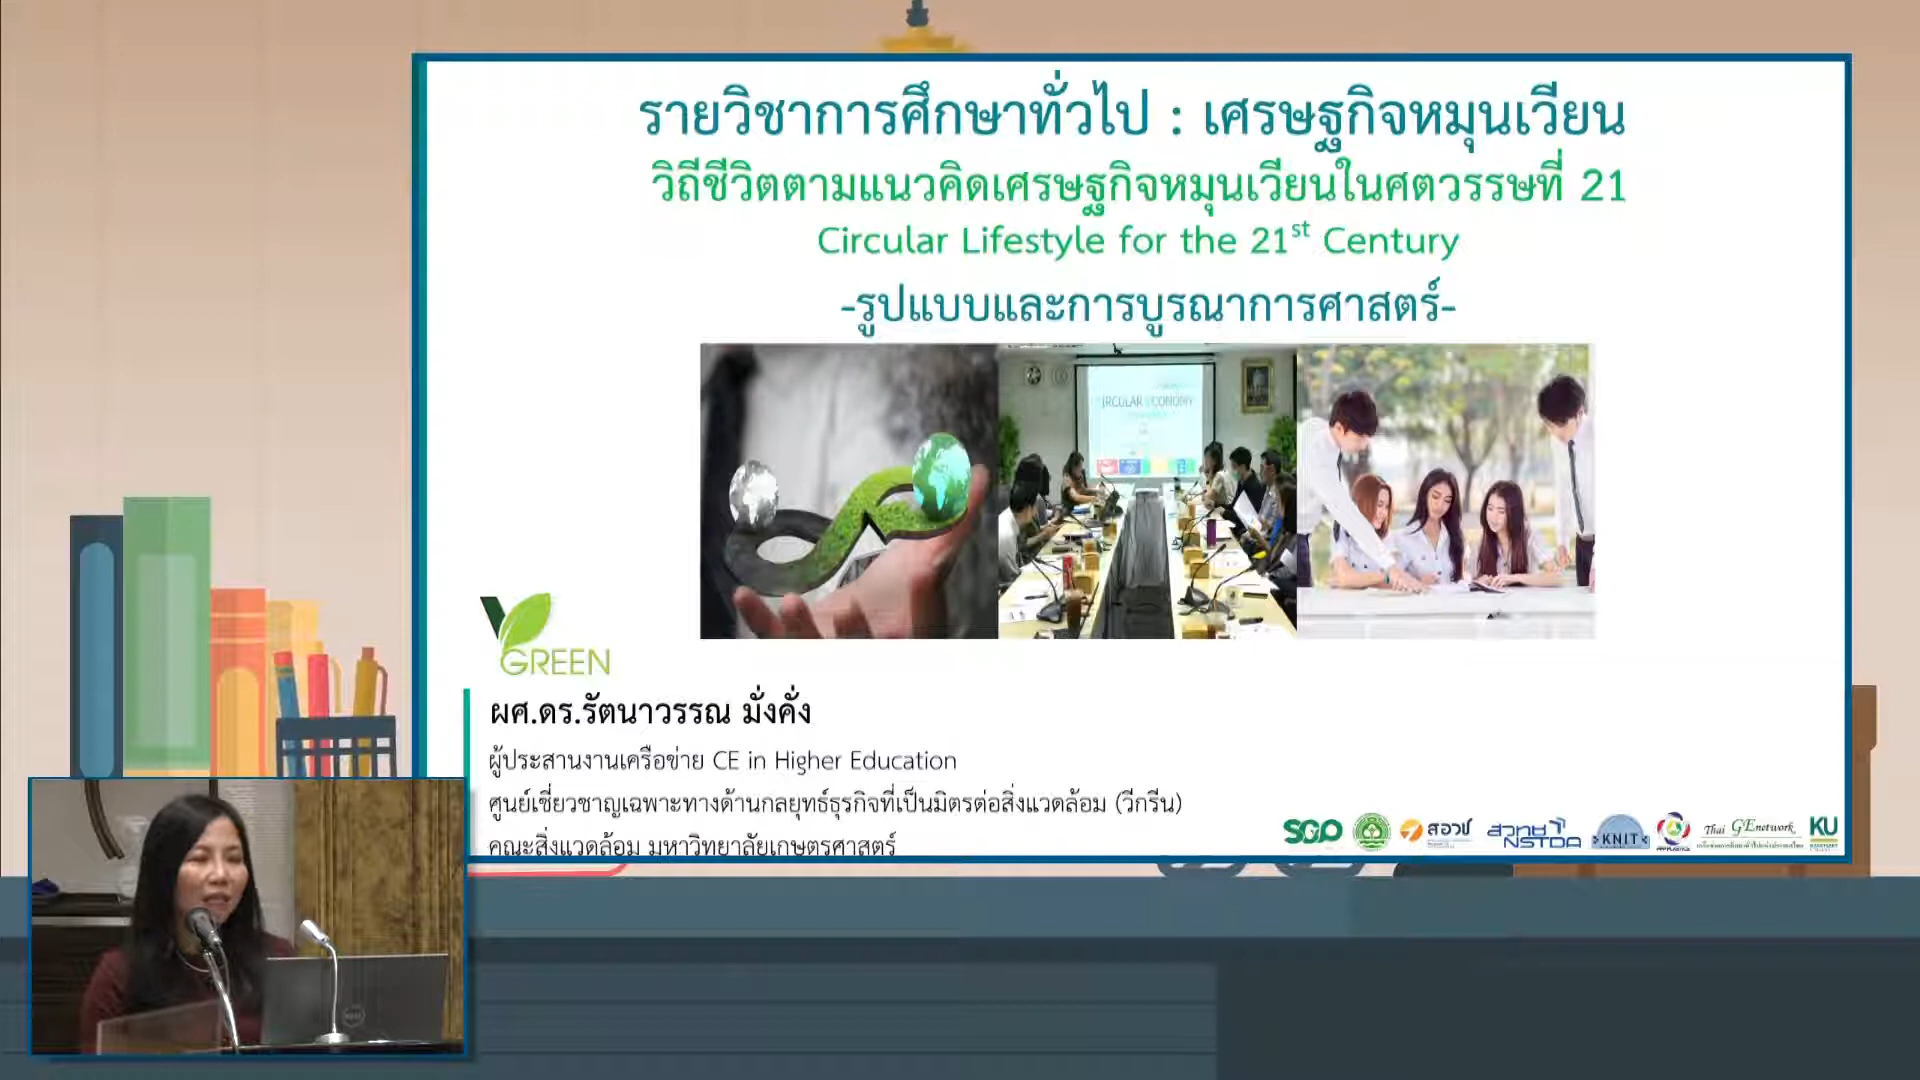 รายวิชาการศึกษาทั่วไป : เศรษฐกิจหมุนเวียน
วิถีชีวิตตามแนวคิดเศรษฐกิจหมุนเวียนในศตวรรษที่ 21
Circular Lifestyle for the 21st Century
-รูปแบบและการบูรณาการศาสตร์-
IRCULAR ECONOMY
V GREEN
ผศ.ดร.รัตนาวรรณ มั่งคั่ง
ผู้ประสานงานเครือข่าย CE in Higher Education
ศูนย์เชี่ยวชาญเฉพาะทางด้านกลยุทธ์ธุรกิจที่เป็นมิตรต่อสิ่งแวดล้อม (วีกรีน)
คณะสิ่งแวดล้อม มหาวิทยาลัยเกษตรศาสตร์
สอวช สวทช NSTDA KNIT Thai GEnetwork KU